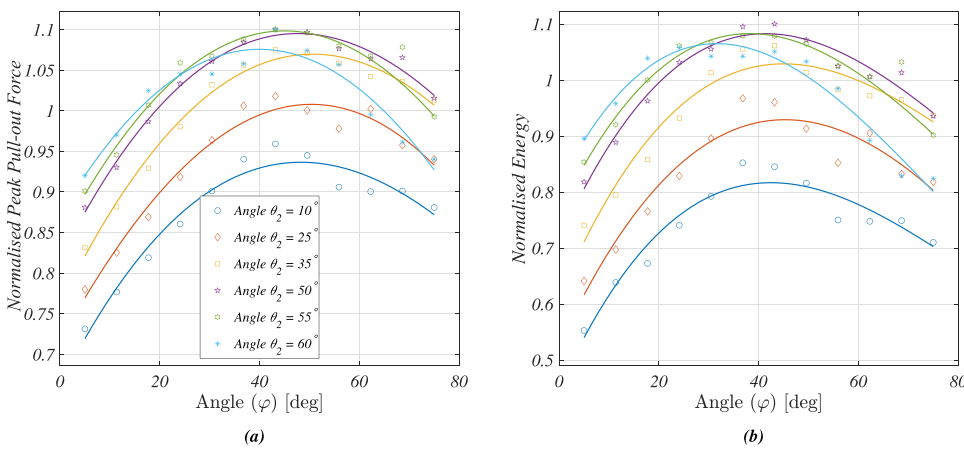 Normalised Peak Pull-out Force
1.1
1.05
1
0.95
0.9
0.85
0.8
0.75
0.7
0
20
40
60
80
Angle (φ) [deg]
Angle θ2 = 10°
Angle θ2 = 25°
Angle θ2 = 35°
Angle θ2 = 50°
Angle θ2 = 55°
Angle θ2 = 60°
(a)
Normalised Energy
1.1
1
0.9
0.8
0.7
0.6
0.5
0
20
40
60
80
Angle (φ) [deg]
(b)